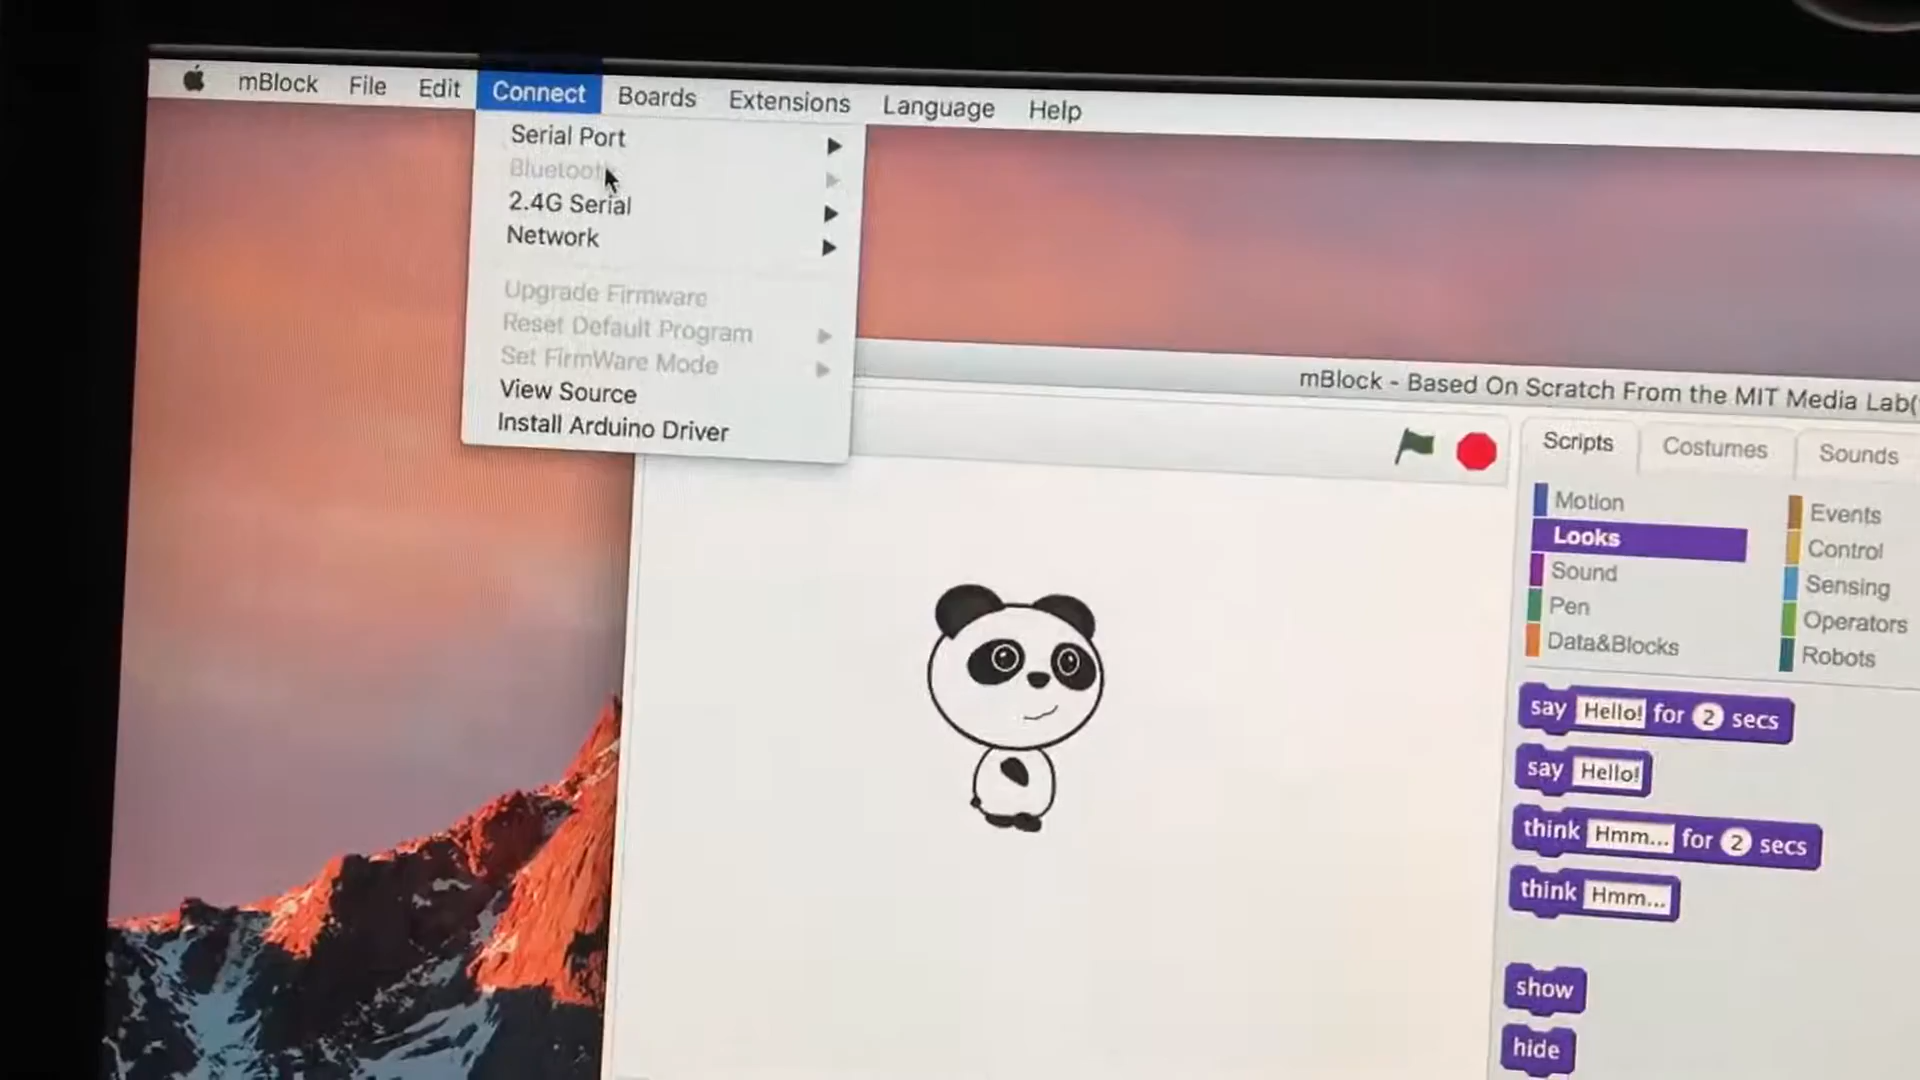 mBlock File Edit Connect Boards Extensions Language Help
Serial Port
Bluetooth
2.4G Serial
Network
Upgrade Firmware
Reset Default Program
Set FirmWare Mode
View Source
Install Arduino Driver
mBlock - Based On Scratch From the MIT Media Lab(
Scripts Costumes Sounds
Motion Events
Looks Control
Sound Sensing
Pen Operators
Data&Blocks Robots
say Hello! for 2 secs
say Hello!
think Hmm... for 2 secs
think Hmm...
show
hide